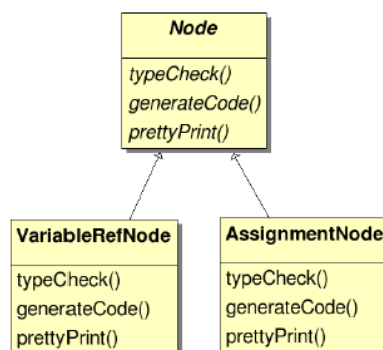 Node
typeCheck()
generateCode()
prettyPrint()
VariableRefNode
typeCheck()
generateCode()
prettyPrint()
AssignmentNode
typeCheck()
generateCode()
prettyPrint()